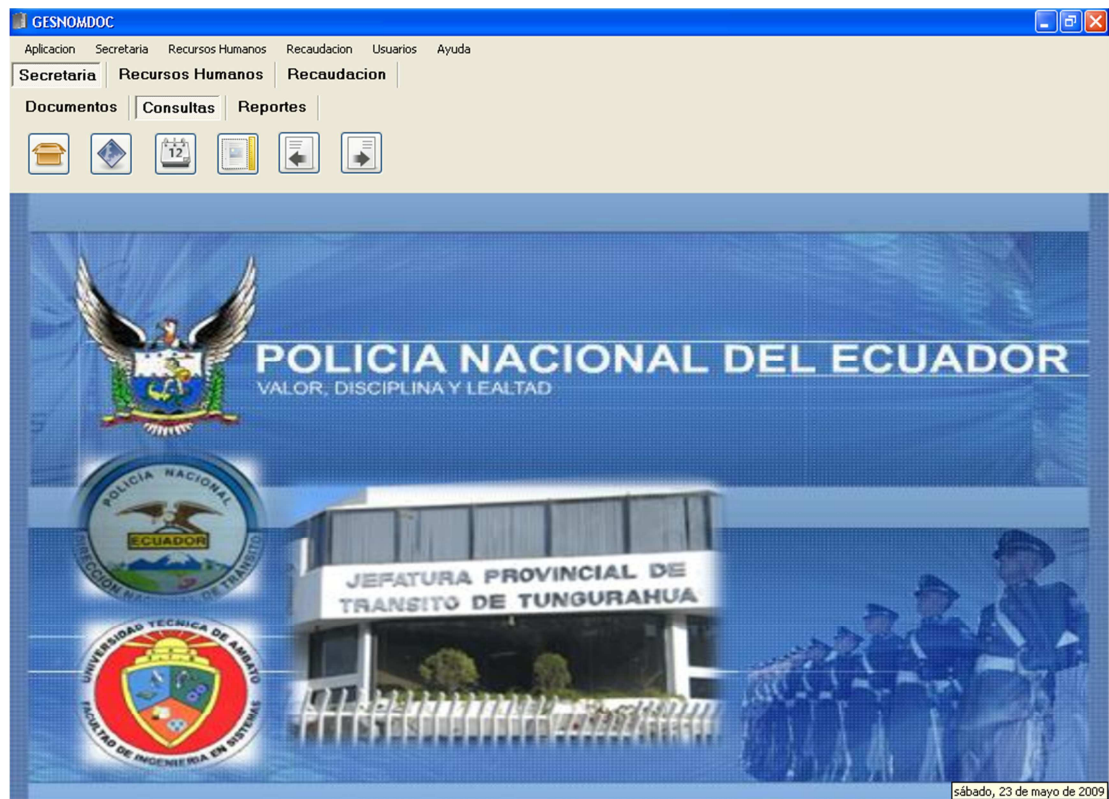 GESNOMDOC
Aplicacion Secretaria Recursos Humanos Recaudacion Usuarios Ayuda
Secretaria Recursos Humanos Recaudacion
Documentos Consultas Reportes
12
POLICIA NACIONAL DEL ECUADOR
VALOR, DISCIPLINA Y LEALTAD
POLICIA NACIONAL
ECUADOR
DIRECCION NACIONAL DE TRÁNSITO
JEFATURA PROVINCIAL DE
TRANSITO DE TUNGURAHUA
UNIVERSIDAD TECNICA DE AMBATO
FACULTAD DE INGENIERIA EN SISTEMAS
sábado, 23 de mayo de 2009